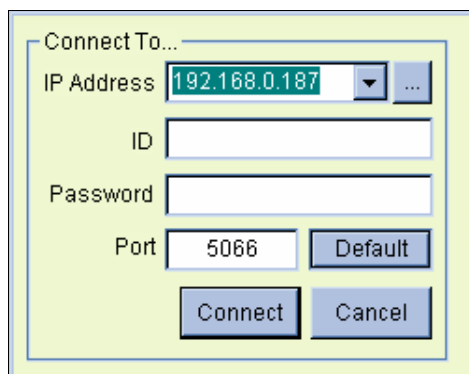 Connect To...
IP Address 192.168.0.187 ...
ID
Password
Port 5066 Default
Connect Cancel